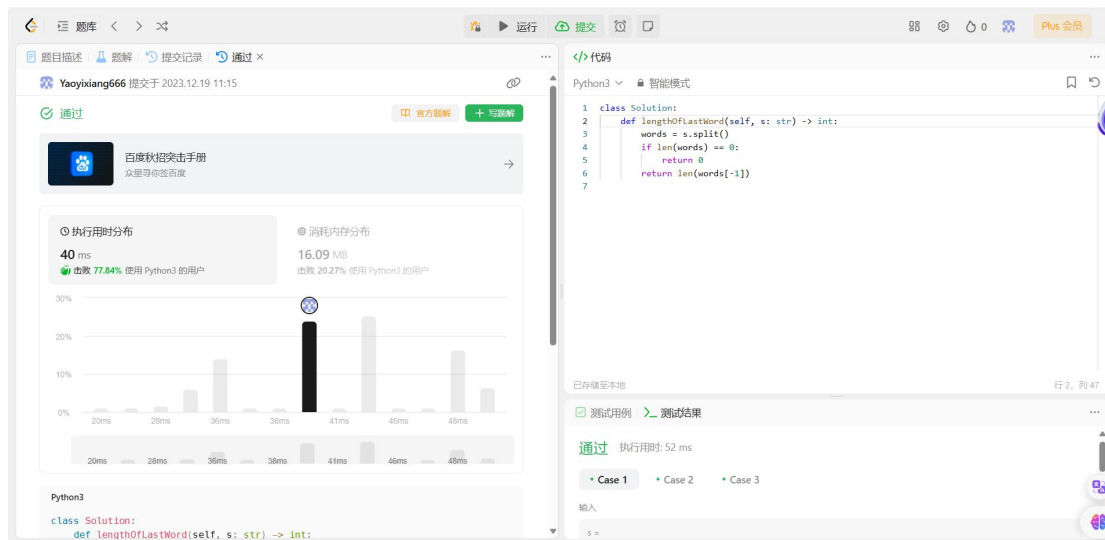 题库
运行
提交
0
Plus 会员
题目描述
题解
提交记录
通过 ×
Yaoyixiang666 提交于 2023.12.19 11:15
通过
官方题解
+ 写题解
百度秋招突击手册
众里寻你签百度
执行用时分布
40 ms
击败 77.84% 使用 Python3 的用户
消耗内存分布
16.09 MB
击败 20.27% 使用 Python3 的用户
30%
20%
10%
0%
20ms 28ms 36ms 38ms 41ms 46ms 48ms
20ms 28ms 36ms 38ms 41ms 46ms 48ms
Python3
class Solution:
def lengthOfLastWord(self, s: str) -> int:
</>代码
Python3
智能模式
1 class Solution:
2 def lengthOfLastWord(self, s: str) -> int:
3 words = s.split()
4 if len(words) == 0:
5 return 0
6 return len(words[-1])
7
已存储至本地
行 2, 列 47
测试用例
测试结果
通过 执行用时: 52 ms
• Case 1 • Case 2 • Case 3
输入
s =